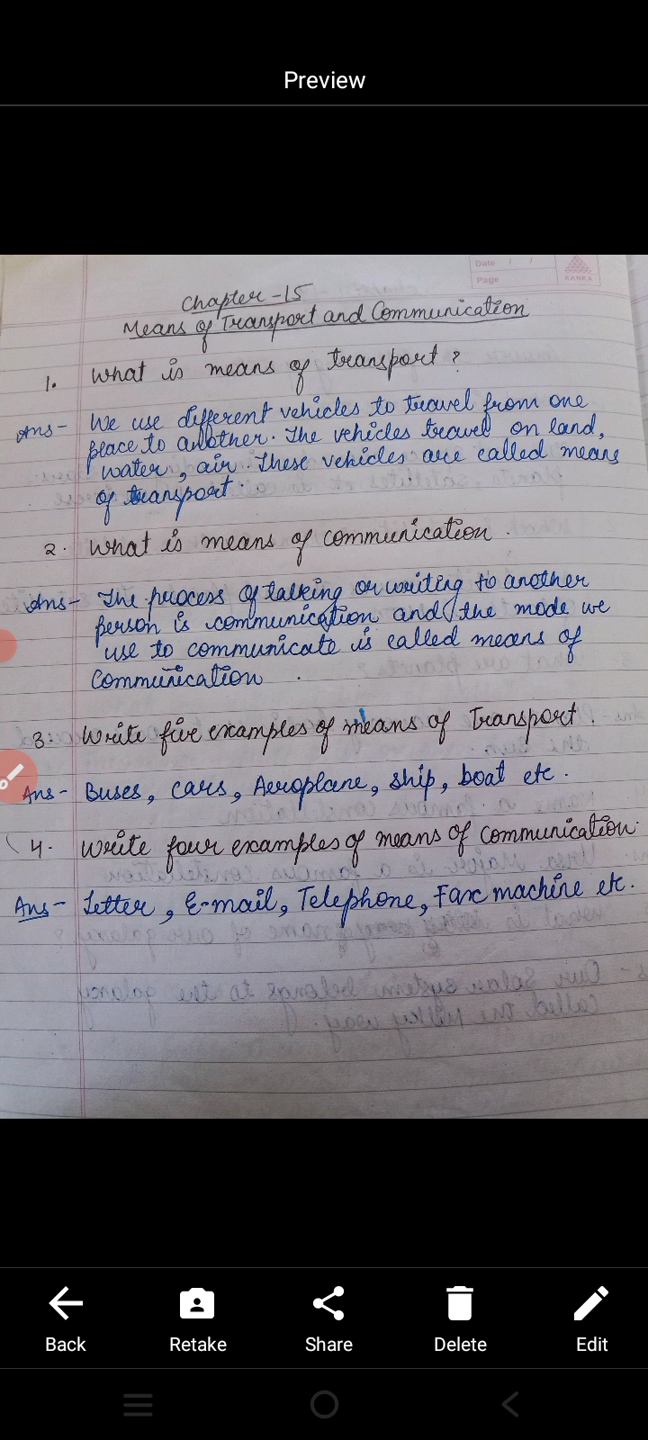 Preview
Date / /
Page
Chapter-15
Means of Transport and Communication
1. What is means of transport?
Ans- We use different vehicles to travel from one
place to another. The vehicles travel on land,
water, air. These vehicles are called means
of transport.
2. What is means of communication.
Ans- The process of talking or writing to another
person is communication and the mode we
use to communicate is called means of
Communication.
3. Write five examples of means of Transport.
Ans- Buses, cars, Aeroplane, ship, boat etc.
4. Write four examples of means of communication.
Ans- Letter, E-mail, Telephone, Fax machine etc.
Back Retake Share Delete Edit